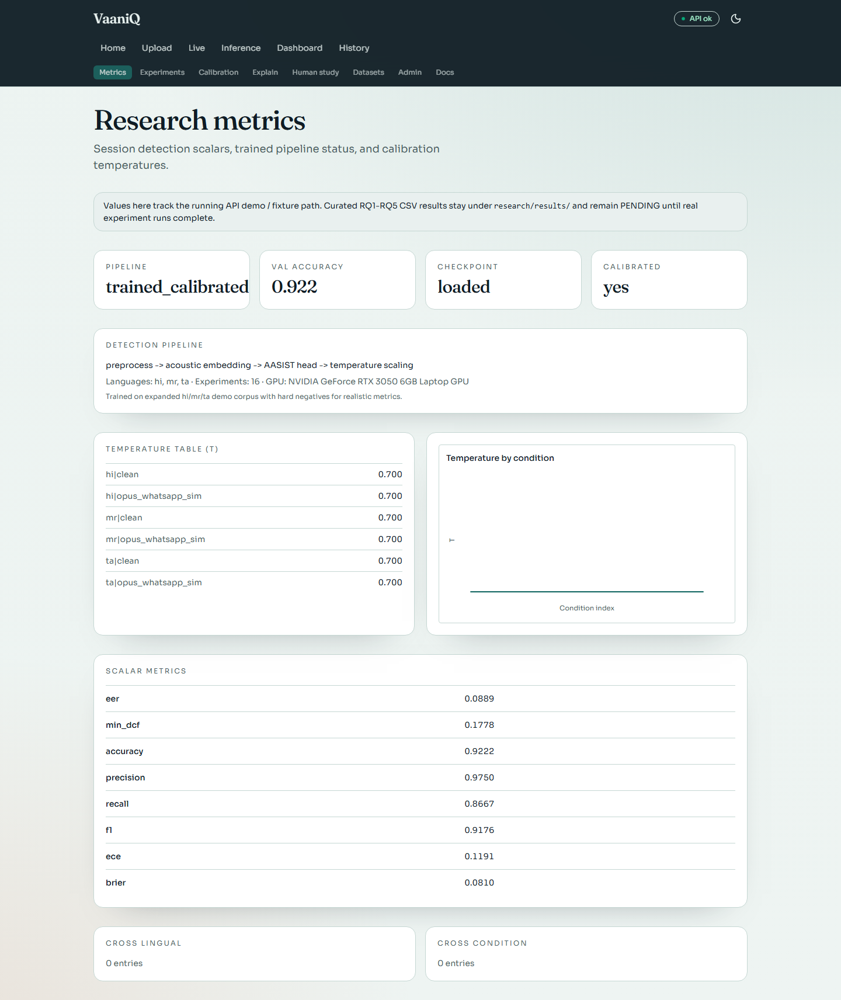 VaaniQ
API ok
Home Upload Live Inference Dashboard History
Metrics Experiments Calibration Explain Human study Datasets Admin Docs
Research metrics
Session detection scalars, trained pipeline status, and calibration
temperatures.
Values here track the running API demo / fixture path. Curated RQ1-RQ5 CSV results stay under research/results/ and remain PENDING until real
experiment runs complete.
PIPELINE
trained_calibrated
VAL ACCURACY
0.922
CHECKPOINT
loaded
CALIBRATED
yes
DETECTION PIPELINE
preprocess -> acoustic embedding -> AASIST head -> temperature scaling
Languages: hi, mr, ta · Experiments: 16 · GPU: NVIDIA GeForce RTX 3050 6GB Laptop GPU
Trained on expanded hi/mr/ta demo corpus with hard negatives for realistic metrics.
TEMPERATURE TABLE (T)
hi|clean 0.700
hi|opus_whatsapp_sim 0.700
mr|clean 0.700
mr|opus_whatsapp_sim 0.700
ta|clean 0.700
ta|opus_whatsapp_sim 0.700
Temperature by condition
T
Condition index
SCALAR METRICS
eer 0.0889
min_dcf 0.1778
accuracy 0.9222
precision 0.9750
recall 0.8667
f1 0.9176
ece 0.1191
brier 0.0810
CROSS LINGUAL
0 entries
CROSS CONDITION
0 entries